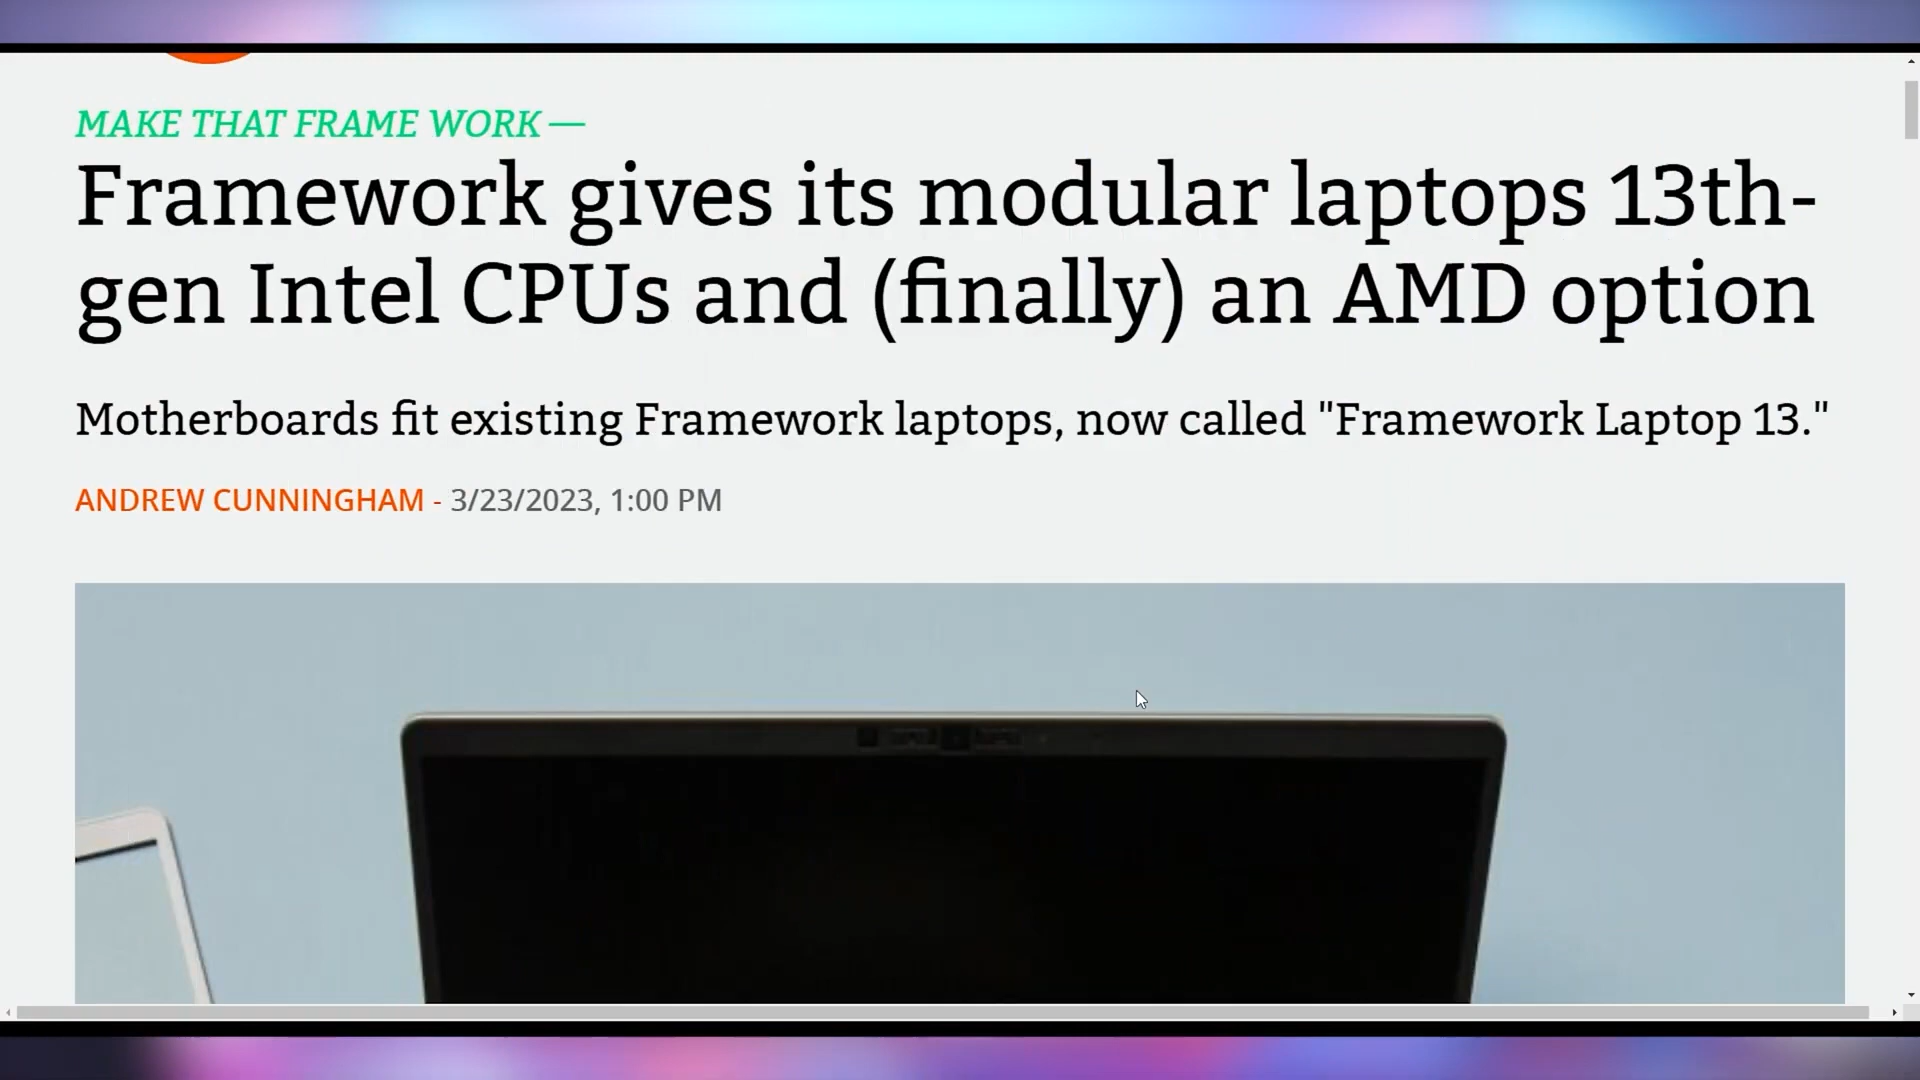 MAKE THAT FRAME WORK —
Framework gives its modular laptops 13th-
gen Intel CPUs and (finally) an AMD option
Motherboards fit existing Framework laptops, now called "Framework Laptop 13."
ANDREW CUNNINGHAM - 3/23/2023, 1:00 PM